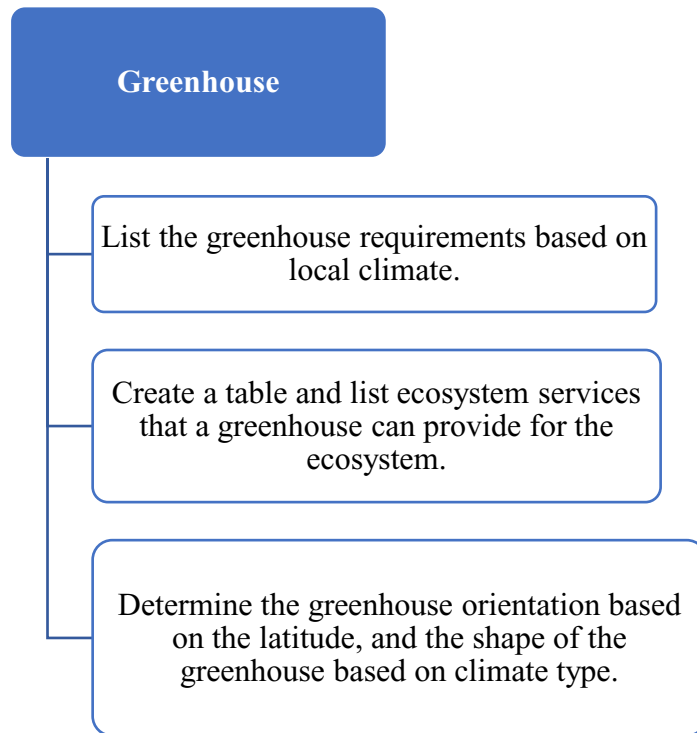 Greenhouse
List the greenhouse requirements based on
local climate.
Create a table and list ecosystem services
that a greenhouse can provide for the
ecosystem.
Determine the greenhouse orientation based
on the latitude, and the shape of the
greenhouse based on climate type.